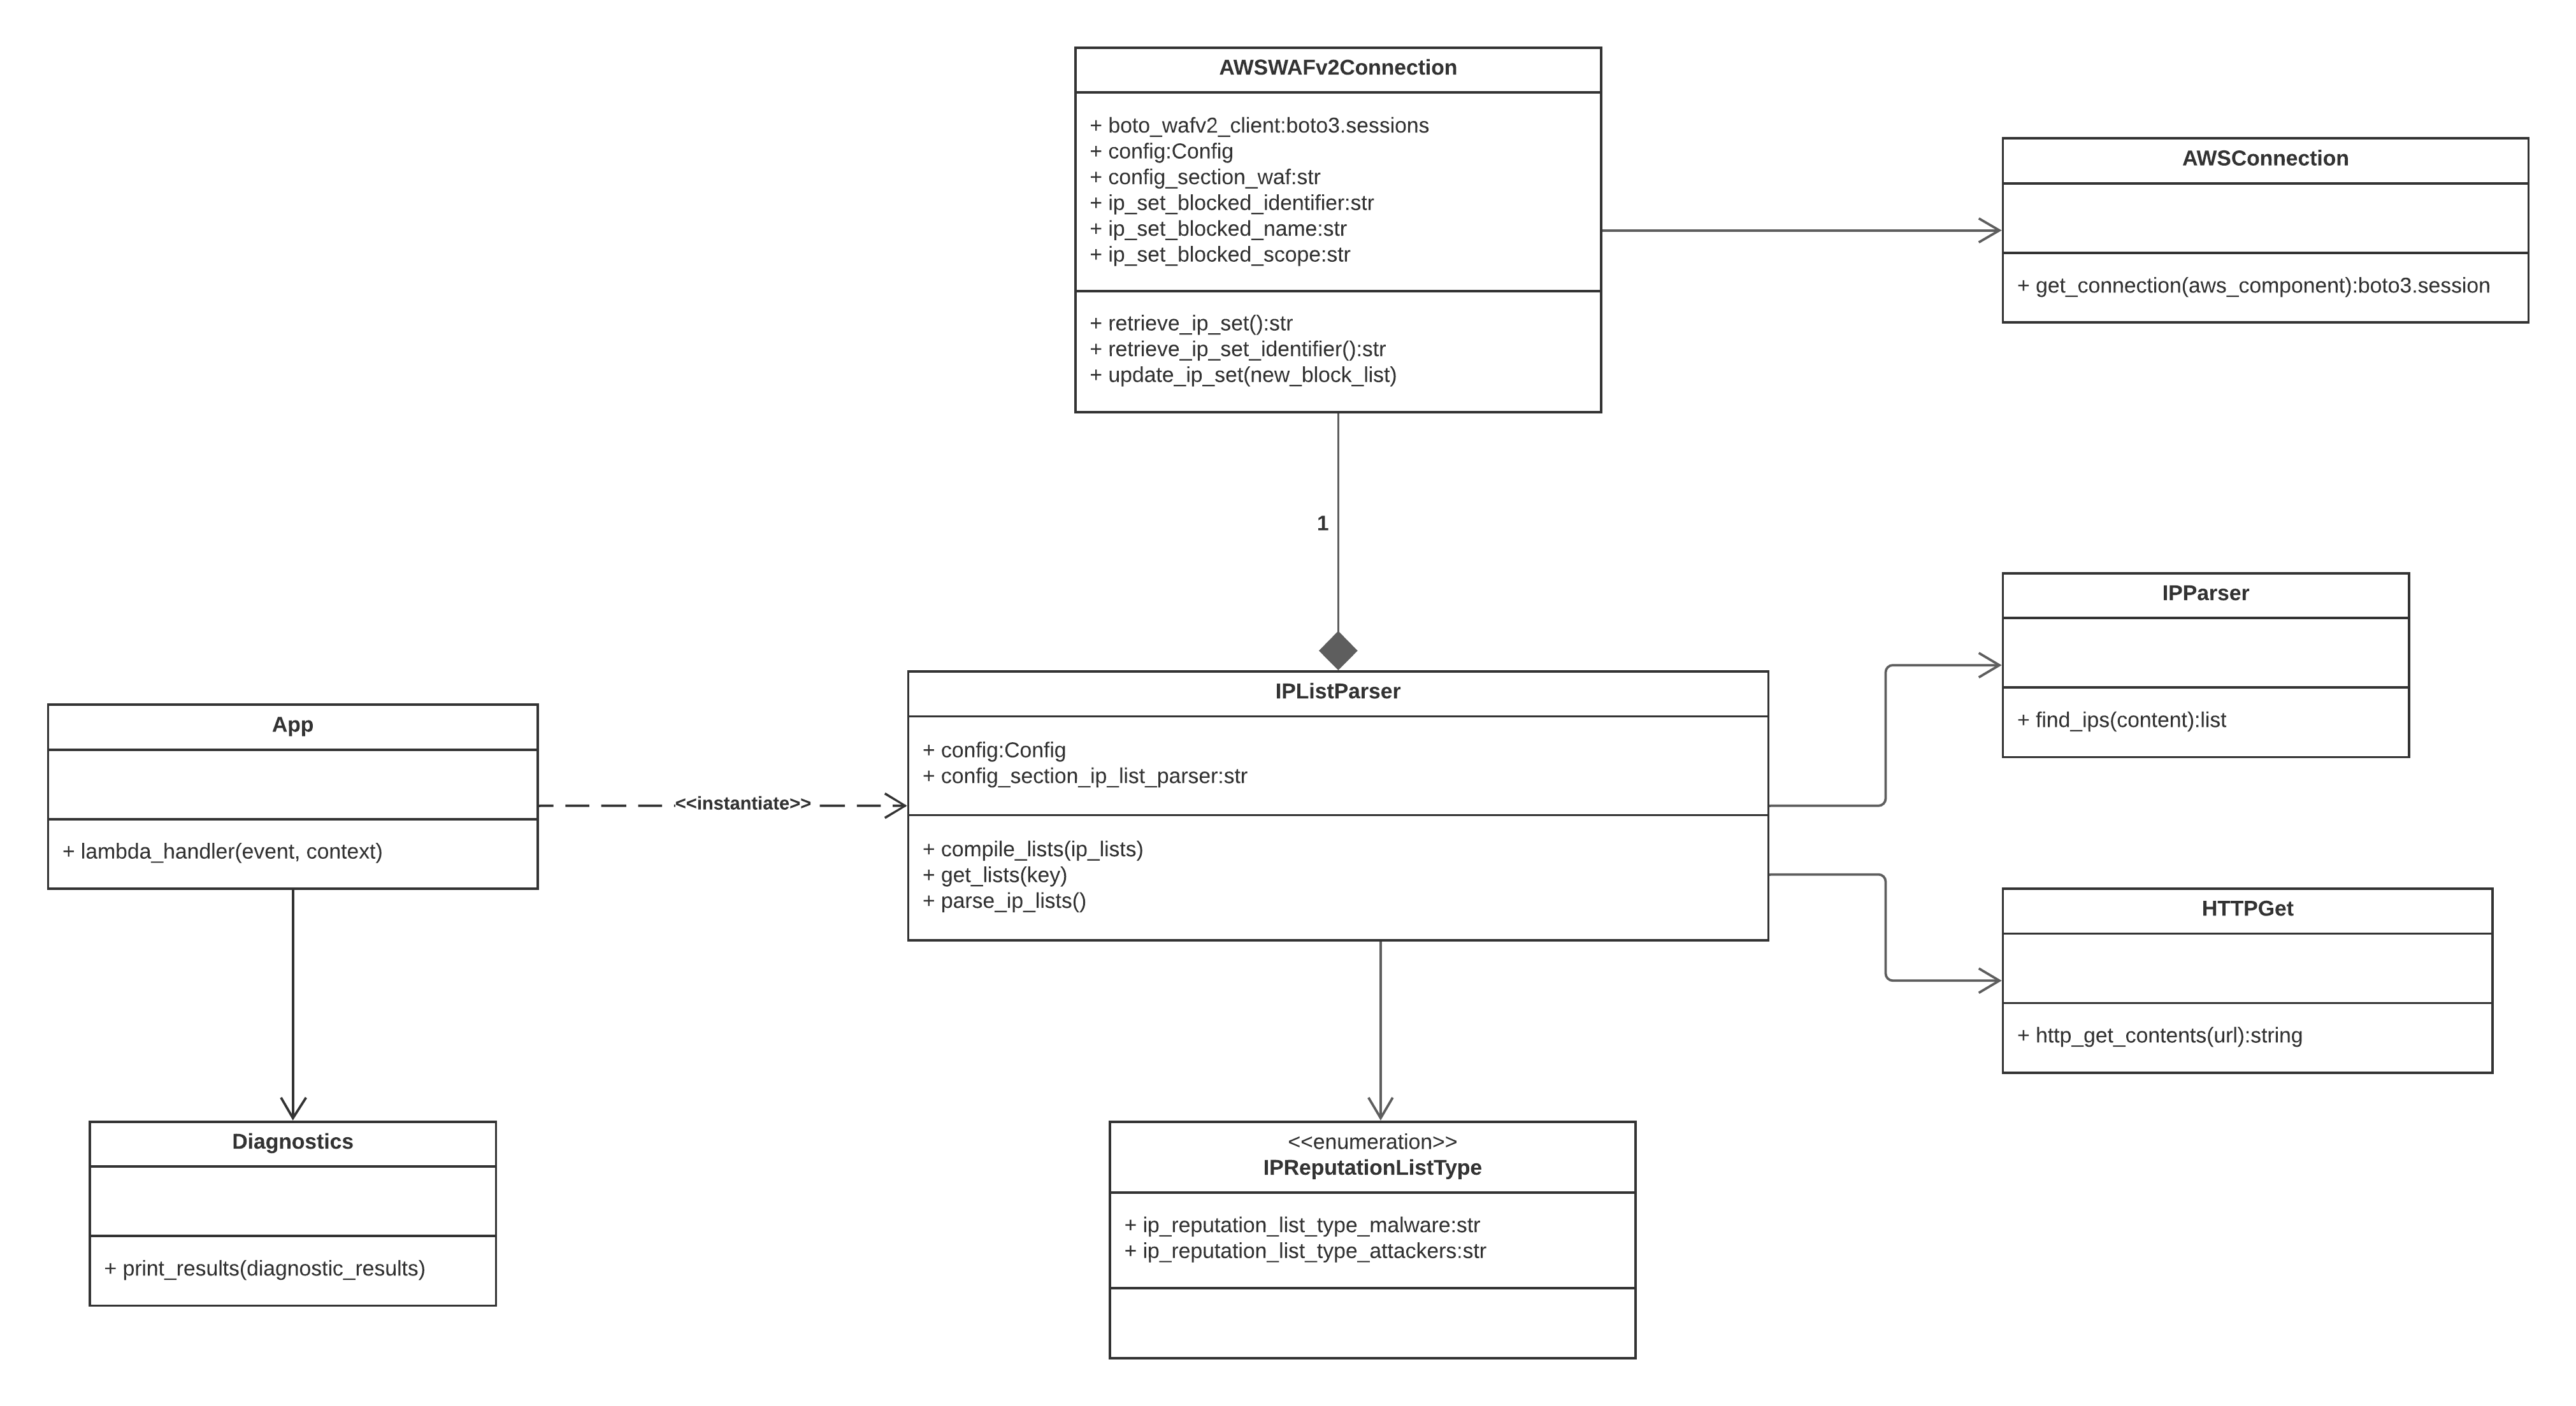 AWSWAFv2Connection
+ boto_wafv2_client:boto3.sessions
+ config:Config
+ config_section_waf:str
+ ip_set_blocked_identifier:str
+ ip_set_blocked_name:str
+ ip_set_blocked_scope:str
+ retrieve_ip_set():str
+ retrieve_ip_set_identifier():str
+ update_ip_set(new_block_list)
AWSConnection
+ get_connection(aws_component):boto3.session
1
IPParser
+ find_ips(content):list
App
+ lambda_handler(event, context)
<<instantiate>>
IPListParser
+ config:Config
+ config_section_ip_list_parser:str
+ compile_lists(ip_lists)
+ get_lists(key)
+ parse_ip_lists()
HTTPGet
+ http_get_contents(url):string
Diagnostics
+ print_results(diagnostic_results)
<<enumeration>>
IPReputationListType
+ ip_reputation_list_type_malware:str
+ ip_reputation_list_type_attackers:str